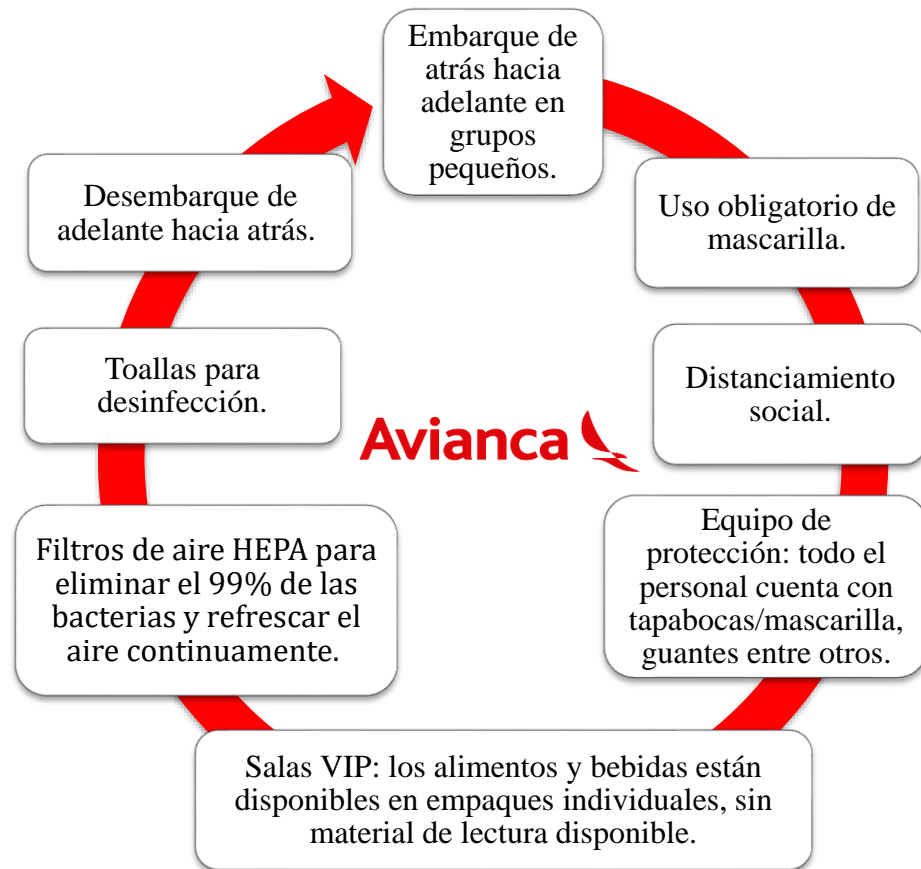 Embarque de
atrás hacia
adelante en
grupos
pequeños.
Uso obligatorio de
mascarilla.
Distanciamiento
social.
Equipo de
protección: todo el
personal cuenta con
tapabocas/mascarilla,
guantes entre otros.
Salas VIP: los alimentos y bebidas están
disponibles en empaques individuales, sin
material de lectura disponible.
Filtros de aire HEPA para
eliminar el 99% de las
bacterias y refrescar el
aire continuamente.
Toallas para
desinfección.
Desembarque de
adelante hacia atrás.
Avianca